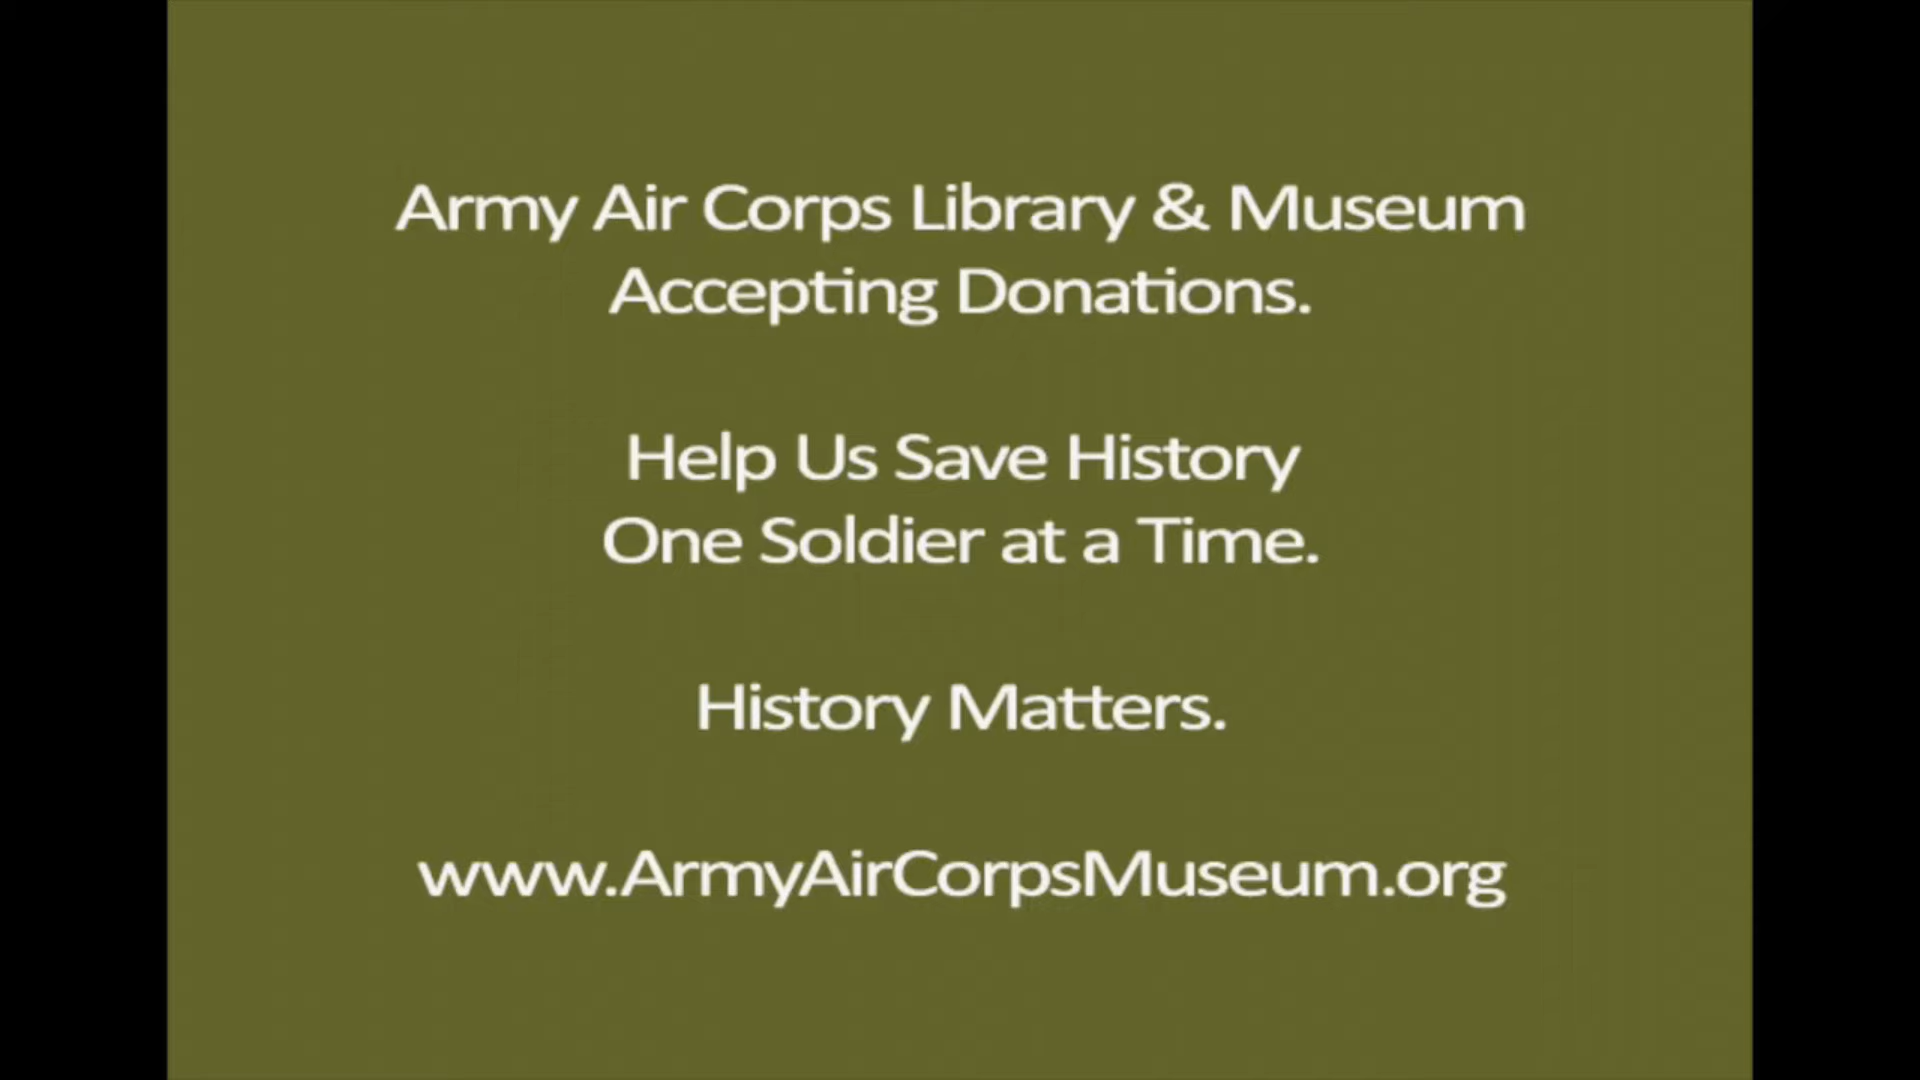 Army Air Corps Library & Museum
Accepting Donations.
Help Us Save History
One Soldier at a Time.
History Matters.
www.ArmyAirCorpsMuseum.org